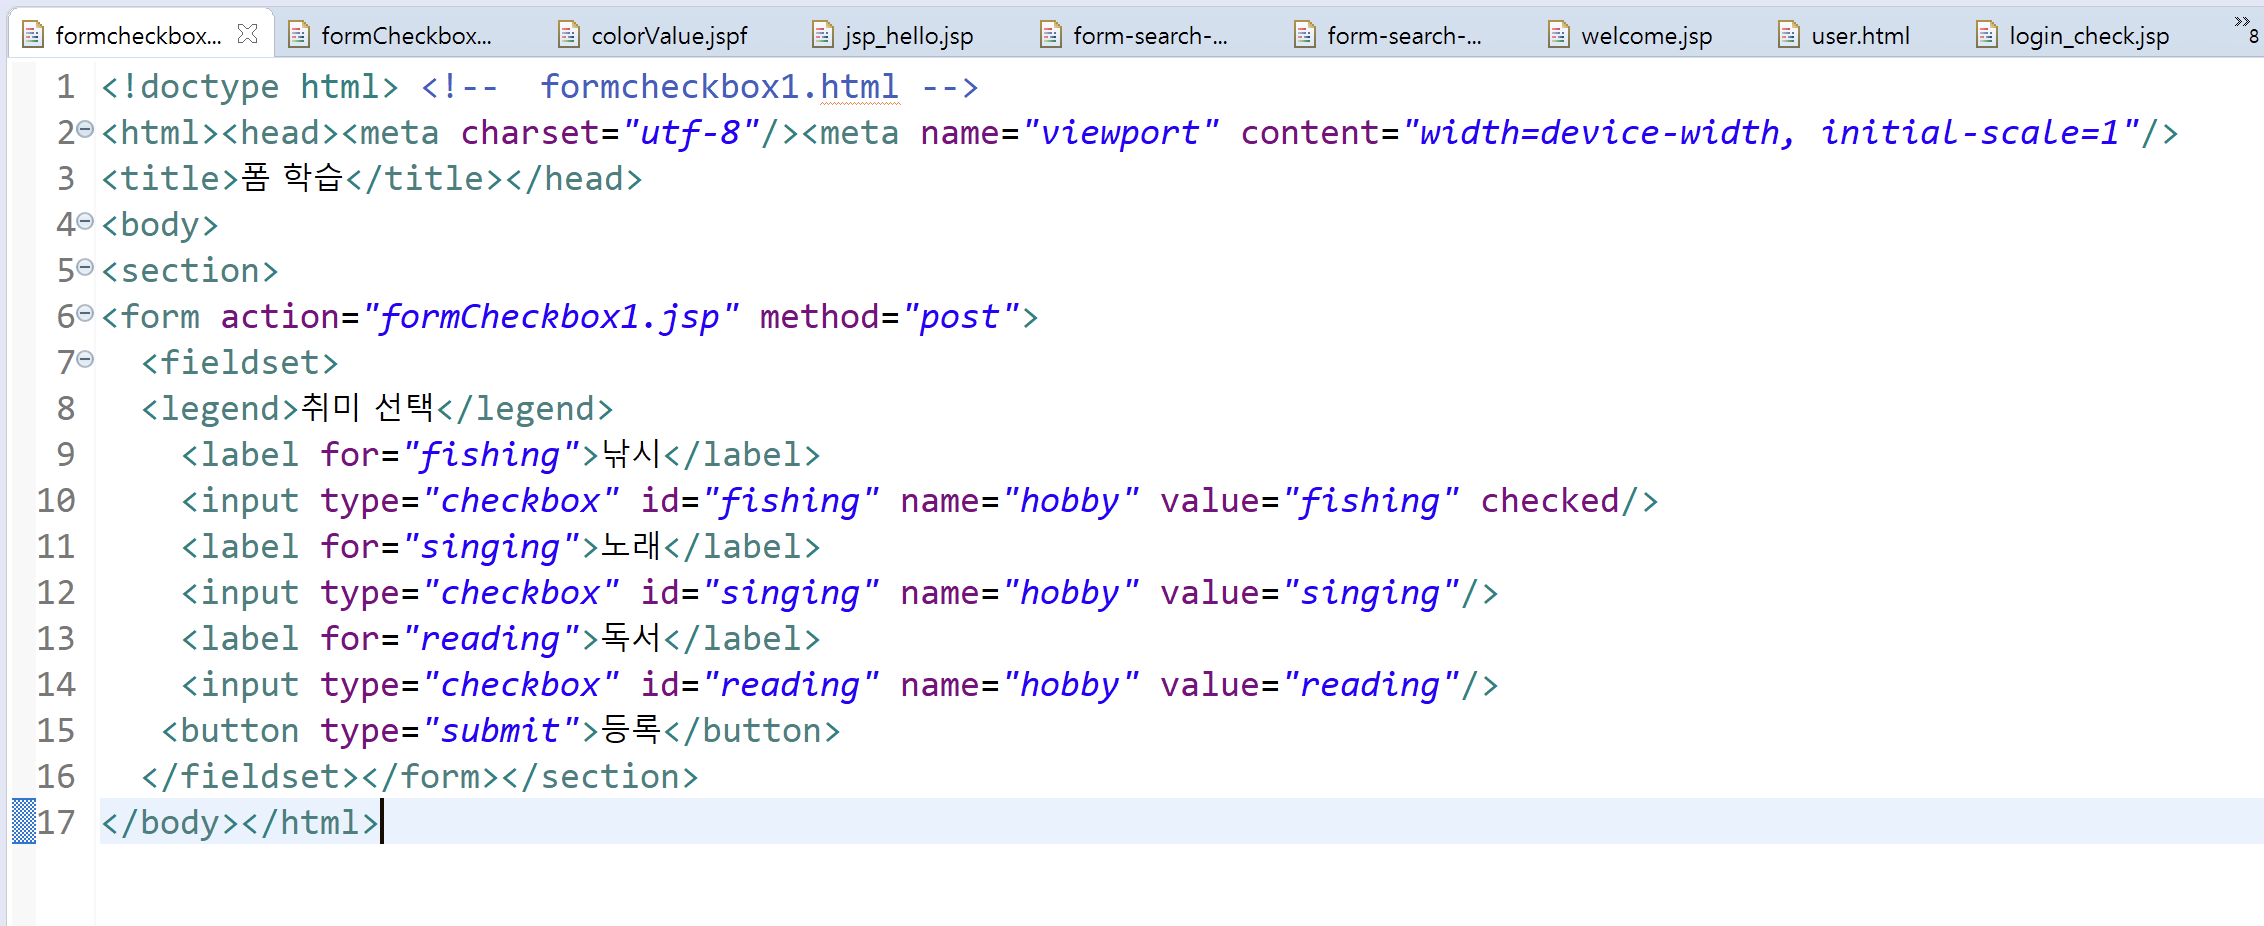 formcheckbox... formCheckbox... colorValue.jspf jsp_hello.jsp form-search-... form-search-... welcome.jsp user.html login_check.jsp »8
1 <!doctype html> <!--  formcheckbox1.html -->
2 <html><head><meta charset="utf-8"/><meta name="viewport" content="width=device-width, initial-scale=1"/>
3 <title>폼 학습</title></head>
4 <body>
5 <section>
6 <form action="formCheckbox1.jsp" method="post">
7   <fieldset>
8   <legend>취미 선택</legend>
9     <label for="fishing">낚시</label>
10     <input type="checkbox" id="fishing" name="hobby" value="fishing" checked/>
11     <label for="singing">노래</label>
12     <input type="checkbox" id="singing" name="hobby" value="singing"/>
13     <label for="reading">독서</label>
14     <input type="checkbox" id="reading" name="hobby" value="reading"/>
15    <button type="submit">등록</button>
16   </fieldset></form></section>
17 </body></html>